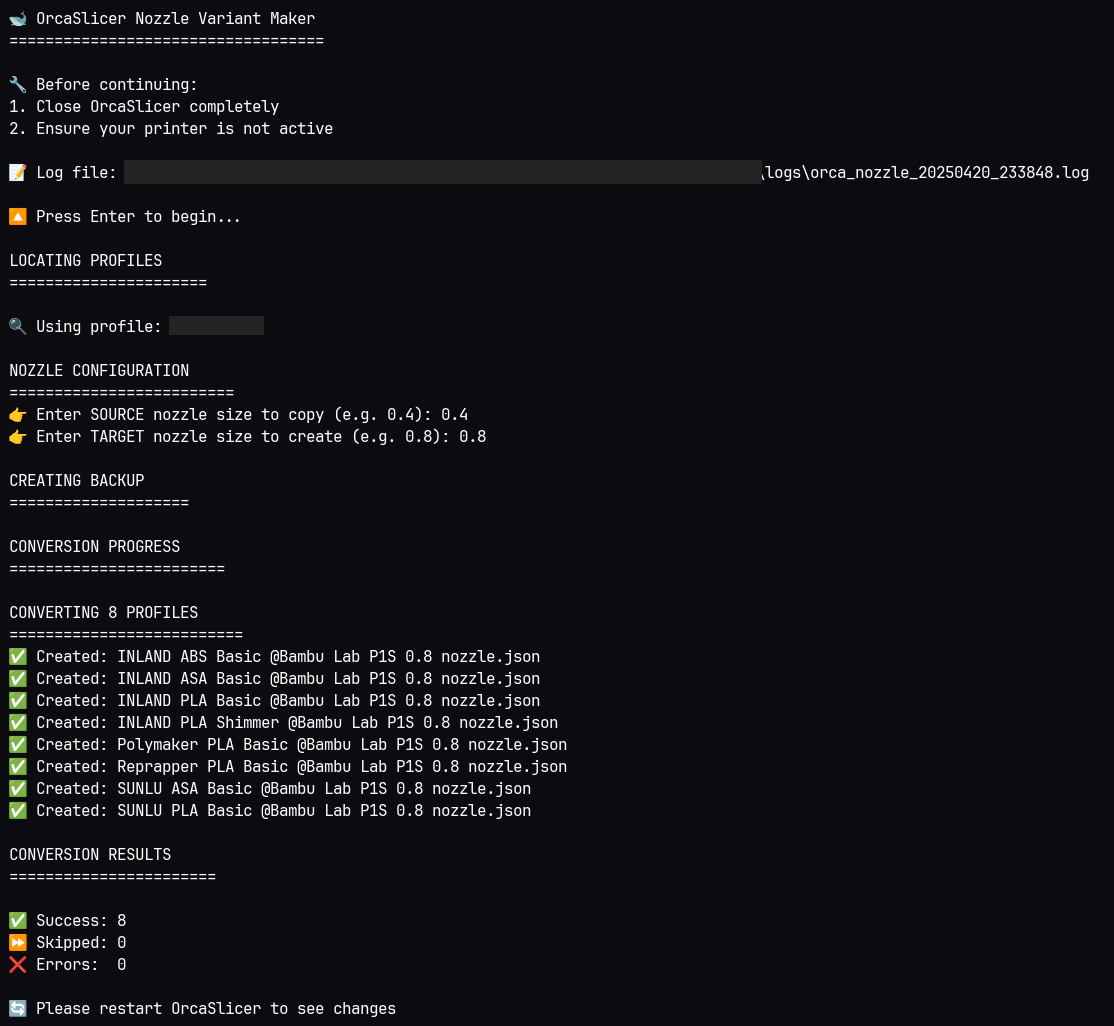 🐋 OrcaSlicer Nozzle Variant Maker
===================================
🔧 Before continuing:
1. Close OrcaSlicer completely
2. Ensure your printer is not active
📝 Log file: \logs\orca_nozzle_20250420_233848.log
🔼 Press Enter to begin...
LOCATING PROFILES
======================
🔍 Using profile:
NOZZLE CONFIGURATION
=========================
👉 Enter SOURCE nozzle size to copy (e.g. 0.4): 0.4
👉 Enter TARGET nozzle size to create (e.g. 0.8): 0.8
CREATING BACKUP
====================
CONVERSION PROGRESS
========================
CONVERTING 8 PROFILES
==========================
✅ Created: INLAND ABS Basic @Bambu Lab P1S 0.8 nozzle.json
✅ Created: INLAND ASA Basic @Bambu Lab P1S 0.8 nozzle.json
✅ Created: INLAND PLA Basic @Bambu Lab P1S 0.8 nozzle.json
✅ Created: INLAND PLA Shimmer @Bambu Lab P1S 0.8 nozzle.json
✅ Created: Polymaker PLA Basic @Bambu Lab P1S 0.8 nozzle.json
✅ Created: Reprapper PLA Basic @Bambu Lab P1S 0.8 nozzle.json
✅ Created: SUNLU ASA Basic @Bambu Lab P1S 0.8 nozzle.json
✅ Created: SUNLU PLA Basic @Bambu Lab P1S 0.8 nozzle.json
CONVERSION RESULTS
=======================
✅ Success: 8
⏩ Skipped: 0
❌ Errors:  0
🔄 Please restart OrcaSlicer to see changes